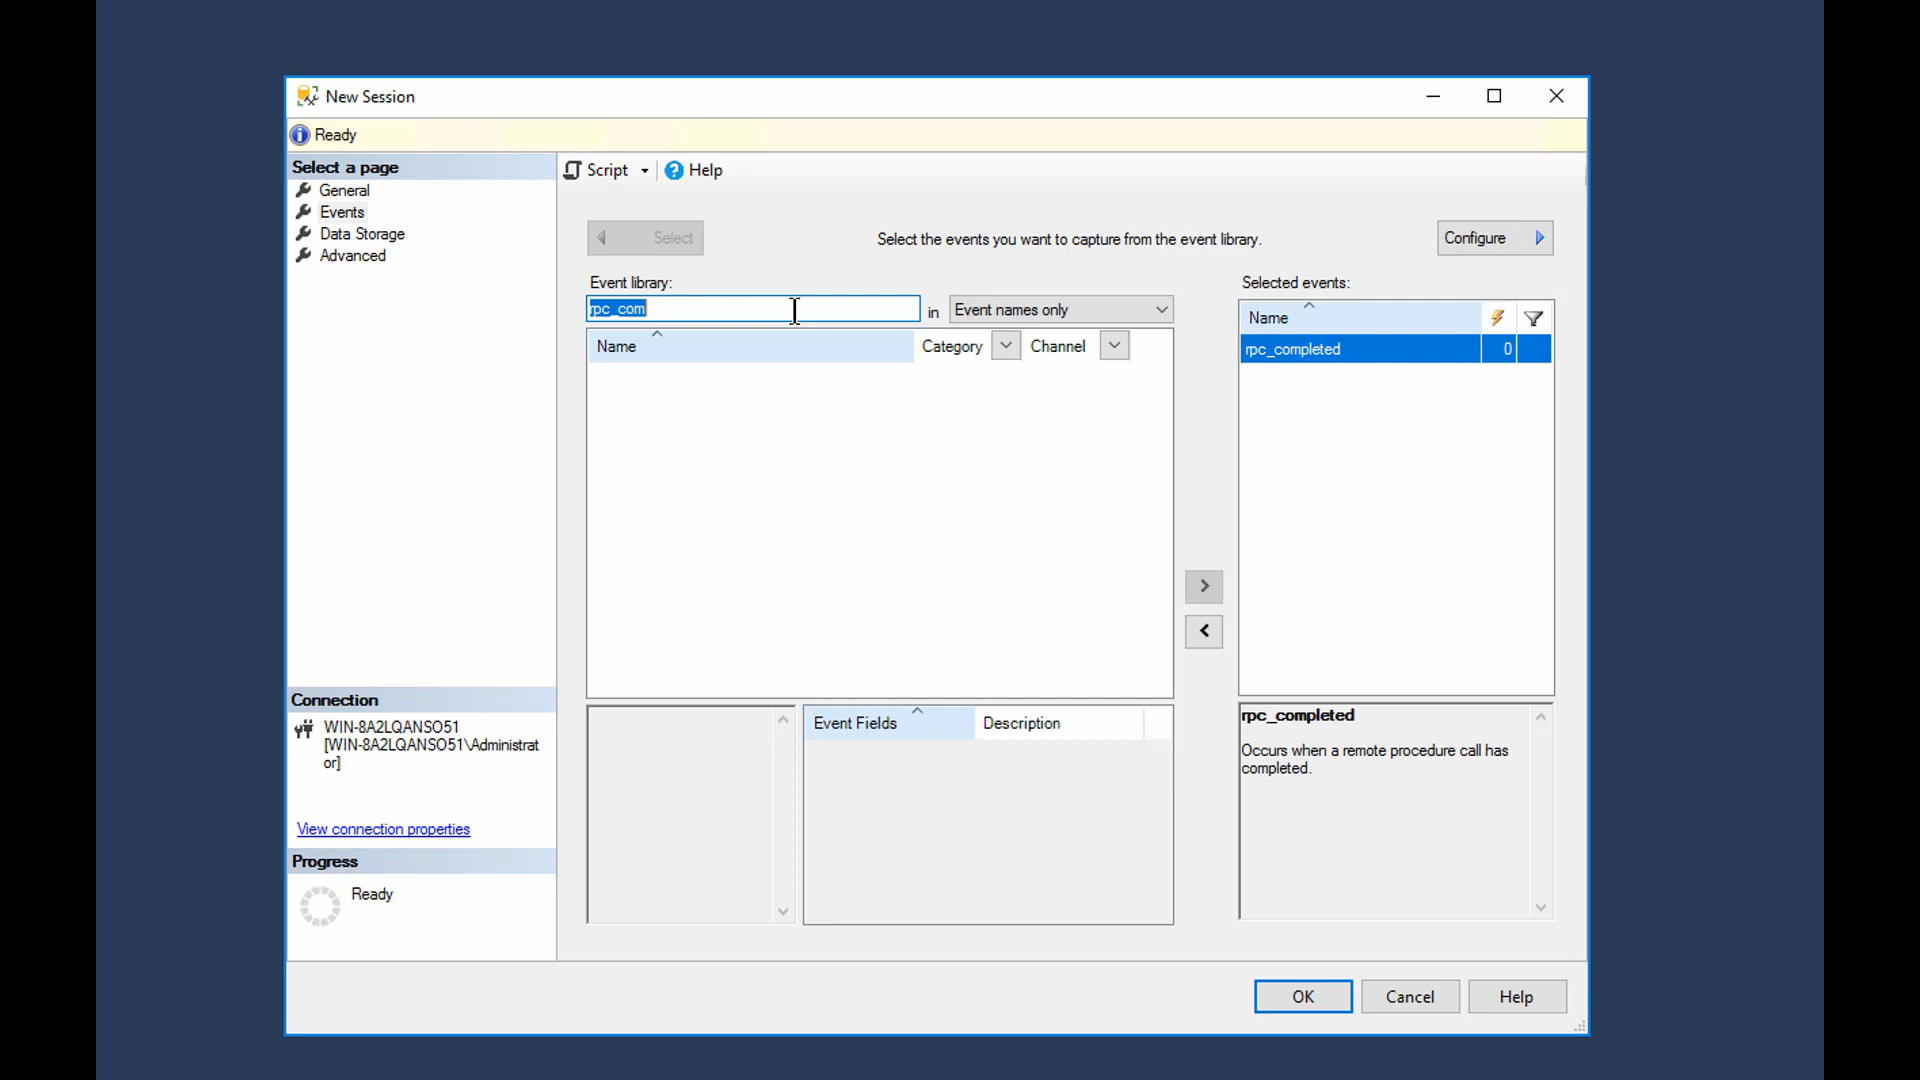 New Session
Ready
Select a page
General
Events
Data Storage
Advanced
Script
Help
Select
Select the events you want to capture from the event library.
Configure
Event library:
rpc_com
in
Event names only
Name
Category
Channel
Selected events:
Name
rpc_completed
0
Event Fields
Description
rpc_completed
Occurs when a remote procedure call has
completed.
Connection
WIN-8A2LQANSO51
[WIN-8A2LQANSO51\Administrat
or]
View connection properties
Progress
Ready
OK
Cancel
Help